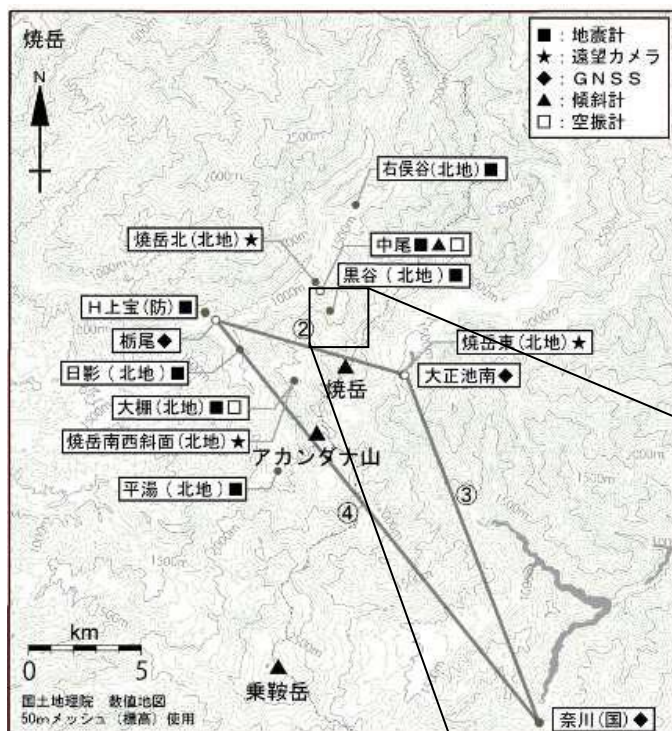 焼岳
■：地震計
★：遠望カメラ
◆：ＧＮＳＳ
▲：傾斜計
□：空振計
N
右俣谷(北地)■
焼岳北(北地)★
中尾■▲□
黒谷（北地）■
Ｈ上宝(防)■
栃尾◆
②
焼岳東(北地)★
日影（北地）■
大正池南◆
焼岳
大棚(北地)■□
焼岳南西斜面(北地)★
アカンダナ山
平湯（北地）■
③
④
km
0 5
乗鞍岳
国土地理院 数値地図
50mメッシュ（標高）使用
奈川(国)◆
1500m
2000m
1000m
2500m